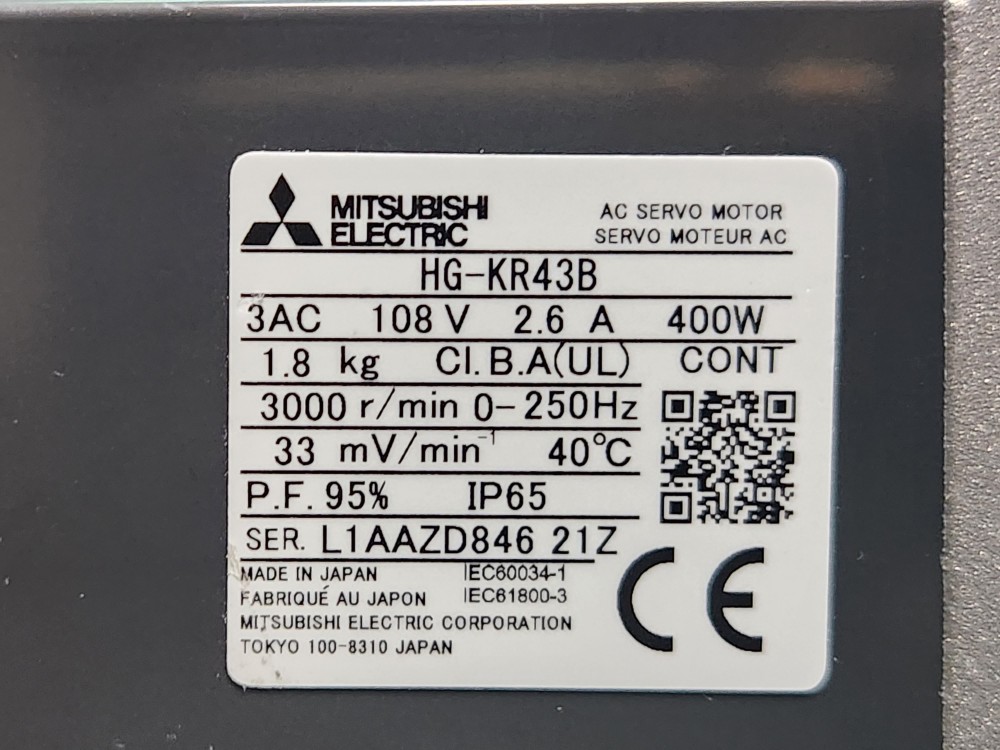 MITSUBISHI ELECTRIC
AC SERVO MOTOR
SERVO MOTEUR AC
HG-KR43B
3AC 108 V 2.6 A 400W
1.8 kg Cl. B.A(UL) CONT
3000 r/min 0-250Hz
33 mV/min⁻¹ 40℃
P.F. 95% IP65
SER. L1AAZD846 21Z
MADE IN JAPAN IEC60034-1
FABRIQUÉ AU JAPON IEC61800-3
MITSUBISHI ELECTRIC CORPORATION
TOKYO 100-8310 JAPAN
CE